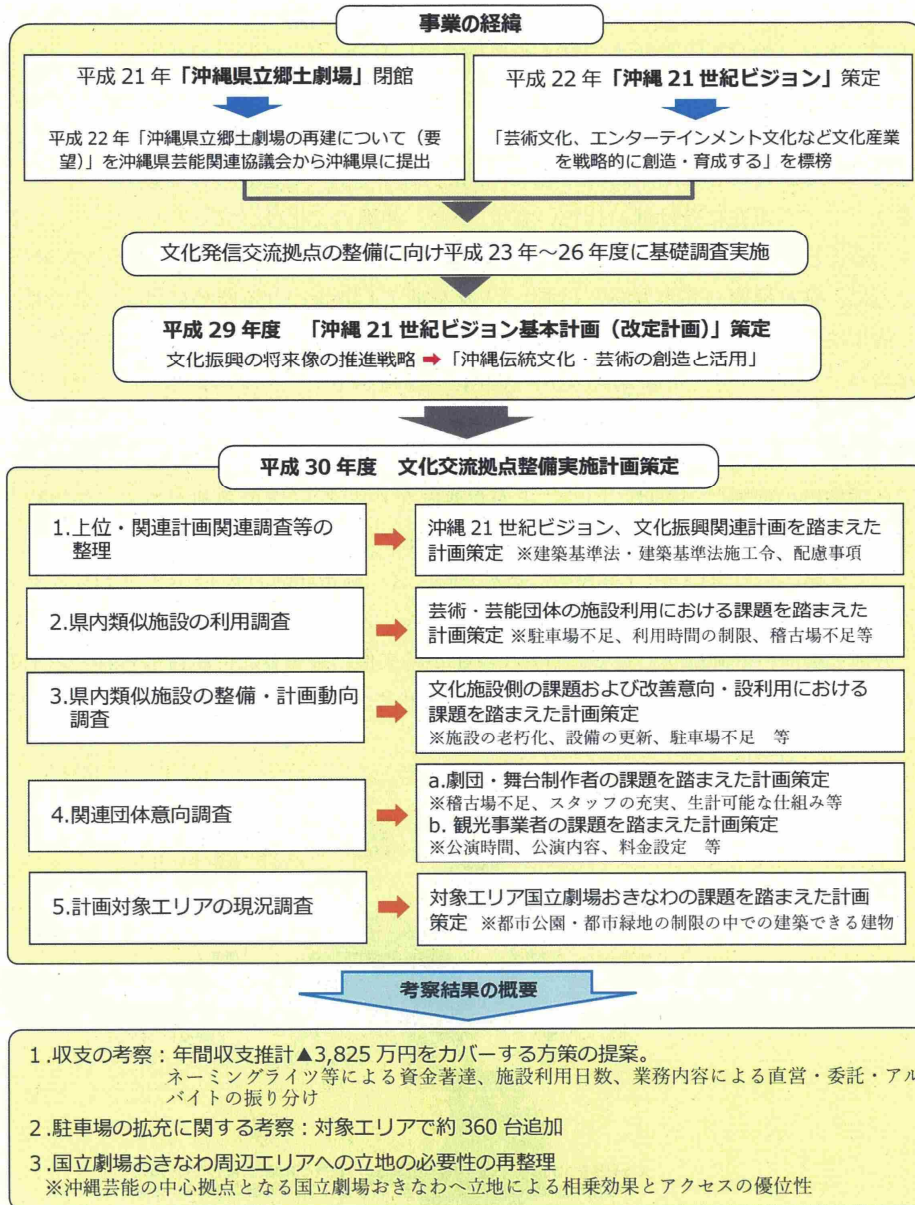 事業の経緯
平成 21 年「沖縄県立郷土劇場」閉館
平成 22 年「沖縄県立郷土劇場の再建について（要
望）」を沖縄県芸能関連協議会から沖縄県に提出
平成 22 年「沖縄 21 世紀ビジョン」策定
「芸術文化、エンターテインメント文化など文化産業
を戦略的に創造・育成する」を標榜
文化発信交流拠点の整備に向け平成 23 年～26 年度に基礎調査実施
平成 29 年度　「沖縄 21 世紀ビジョン基本計画（改定計画）」策定
文化振興の将来像の推進戦略 ➡ 「沖縄伝統文化・芸術の創造と活用」
平成 30 年度　文化交流拠点整備実施計画策定
1.上位・関連計画関連調査等の
整理
沖縄 21 世紀ビジョン、文化振興関連計画を踏まえた
計画策定 ※建築基準法・建築基準法施工令、配慮事項
2.県内類似施設の利用調査
芸術・芸能団体の施設利用における課題を踏まえた
計画策定 ※駐車場不足、利用時間の制限、稽古場不足等
3.県内類似施設の整備・計画動向
調査
文化施設側の課題および改善意向・設利用における
課題を踏まえた計画策定
※施設の老朽化、設備の更新、駐車場不足　等
4.関連団体意向調査
a.劇団・舞台制作者の課題を踏まえた計画策定
※稽古場不足、スタッフの充実、生計可能な仕組み等
b. 観光事業者の課題を踏まえた計画策定
※公演時間、公演内容、料金設定　等
5.計画対象エリアの現況調査
対象エリア国立劇場おきなわの課題を踏まえた計画
策定 ※都市公園・都市緑地の制限の中での建築できる建物
考察結果の概要
1.収支の考察：年間収支推計▲3,825 万円をカバーする方策の提案。
ネーミングライツ等による資金著達、施設利用日数、業務内容による直営・委託・アル
バイトの振り分け
2.駐車場の拡充に関する考察：対象エリアで約 360 台追加
3.国立劇場おきなわ周辺エリアへの立地の必要性の再整理
※沖縄芸能の中心拠点となる国立劇場おきなわへ立地による相乗効果とアクセスの優位性